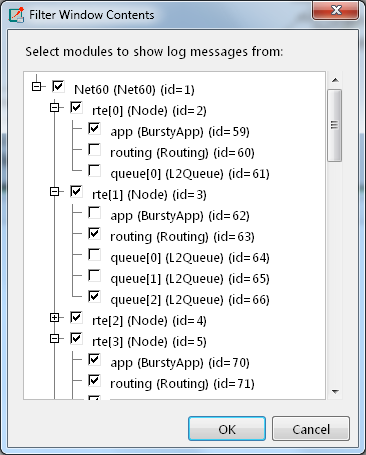 Filter Window Contents
Select modules to show log messages from:
Net60 (Net60) (id=1)
rte[0] (Node) (id=2)
app (BurstyApp) (id=59)
routing (Routing) (id=60)
queue[0] (L2Queue) (id=61)
rte[1] (Node) (id=3)
app (BurstyApp) (id=62)
routing (Routing) (id=63)
queue[0] (L2Queue) (id=64)
queue[1] (L2Queue) (id=65)
queue[2] (L2Queue) (id=66)
rte[2] (Node) (id=4)
rte[3] (Node) (id=5)
app (BurstyApp) (id=70)
routing (Routing) (id=71)
OK
Cancel